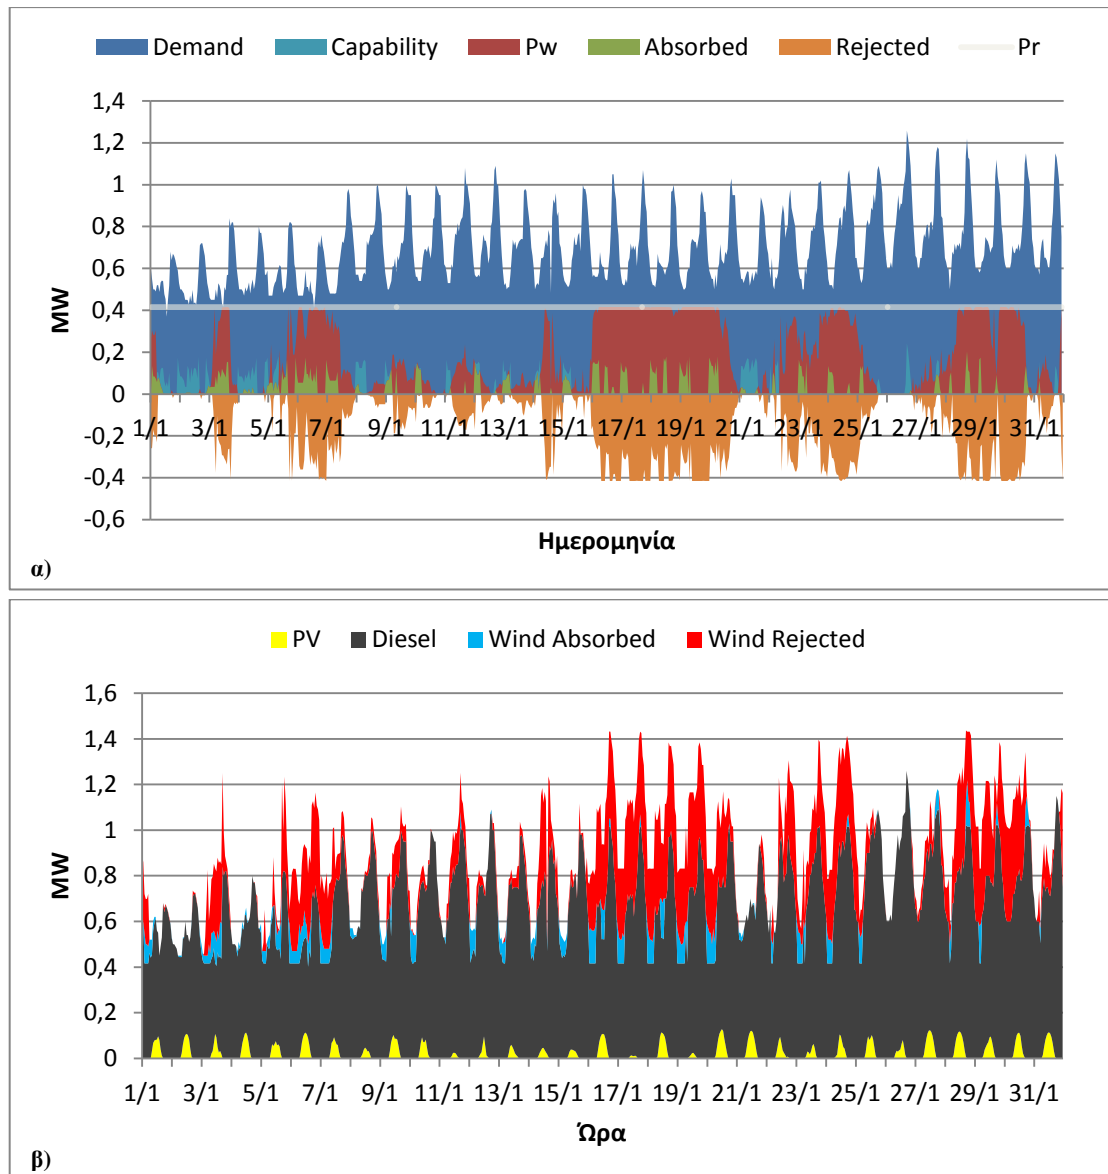 Demand Capability Pw Absorbed Rejected Pr
1,4
1,2
1
0,8
0,6
0,4
0,2
0
-0,2
-0,4
-0,6
MW
1/1 3/1 5/1 7/1 9/1 11/1 13/1 15/1 17/1 19/1 21/1 23/1 25/1 27/1 29/1 31/1
Ημερομηνία
α)
PV Diesel Wind Absorbed Wind Rejected
1,6
1,4
1,2
1
0,8
0,6
0,4
0,2
0
MW
1/1 3/1 5/1 7/1 9/1 11/1 13/1 15/1 17/1 19/1 21/1 23/1 25/1 27/1 29/1 31/1
Ώρα
β)